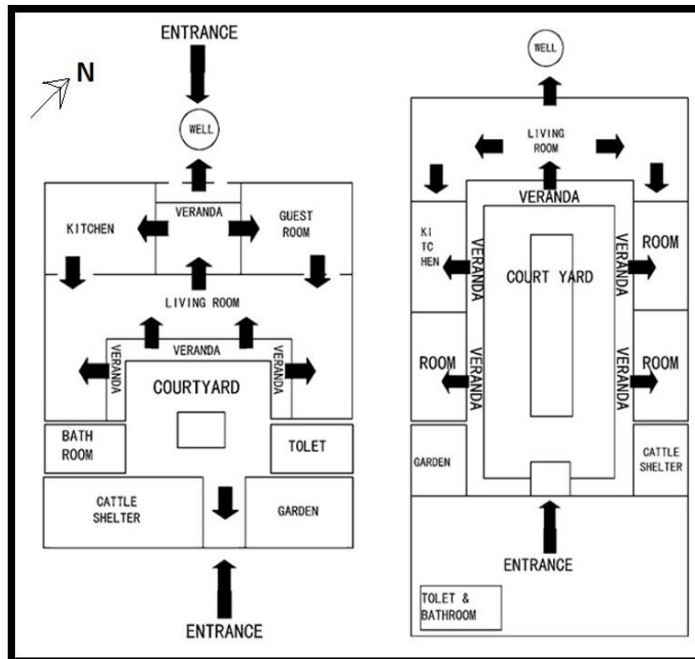 ENTRANCE
N
WELL
VERANDA
KITCHEN
GUEST
ROOM
LIVING ROOM
VERANDA
VERANDA
VERANDA
COURTYARD
BATH
ROOM
TOLET
CATTLE
SHELTER
GARDEN
ENTRANCE
WELL
LIVING
ROOM
VERANDA
KI
TC
HEN
VERANDA
COURT YARD
VERANDA
ROOM
ROOM
VERANDA
VERANDA
ROOM
GARDEN
CATTLE
SHELTER
ENTRANCE
TOLET &
BATHROOM